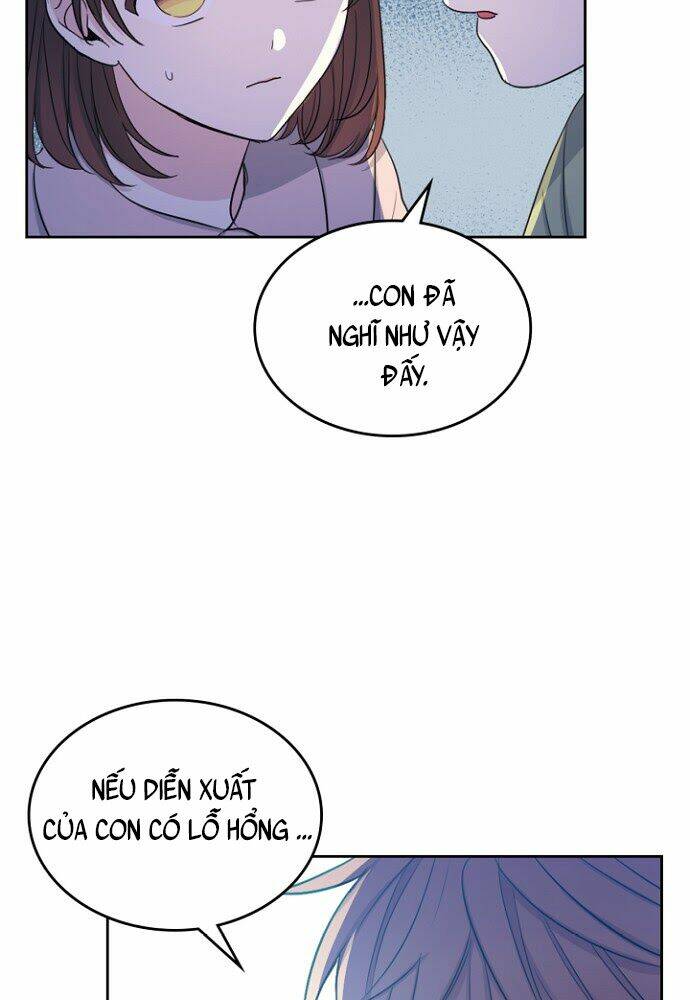 ...CON ĐÃ
NGHĨ NHƯ VẬY
ĐẤY.
NẾU DIỄN XUẤT
CỦA CON CÓ LỖ HỔNG ...